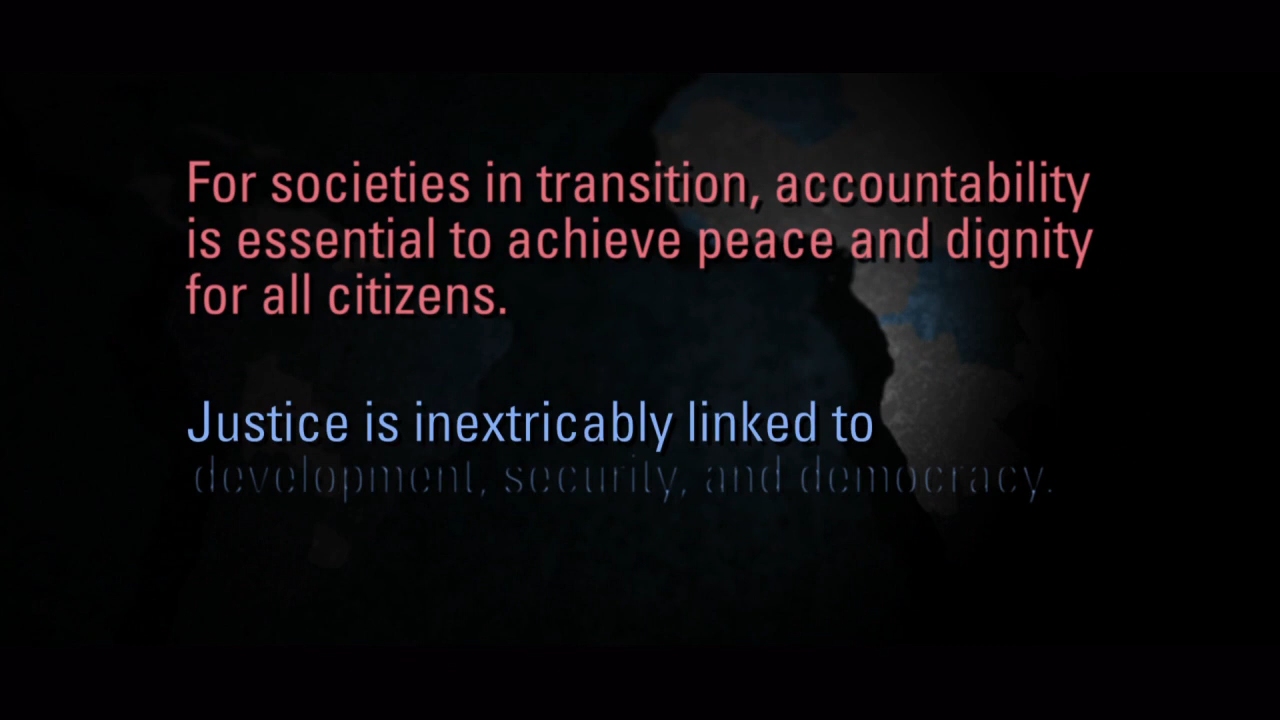 For societies in transition, accountability
is essential to achieve peace and dignity
for all citizens.
Justice is inextricably linked to
development, security, and democracy.